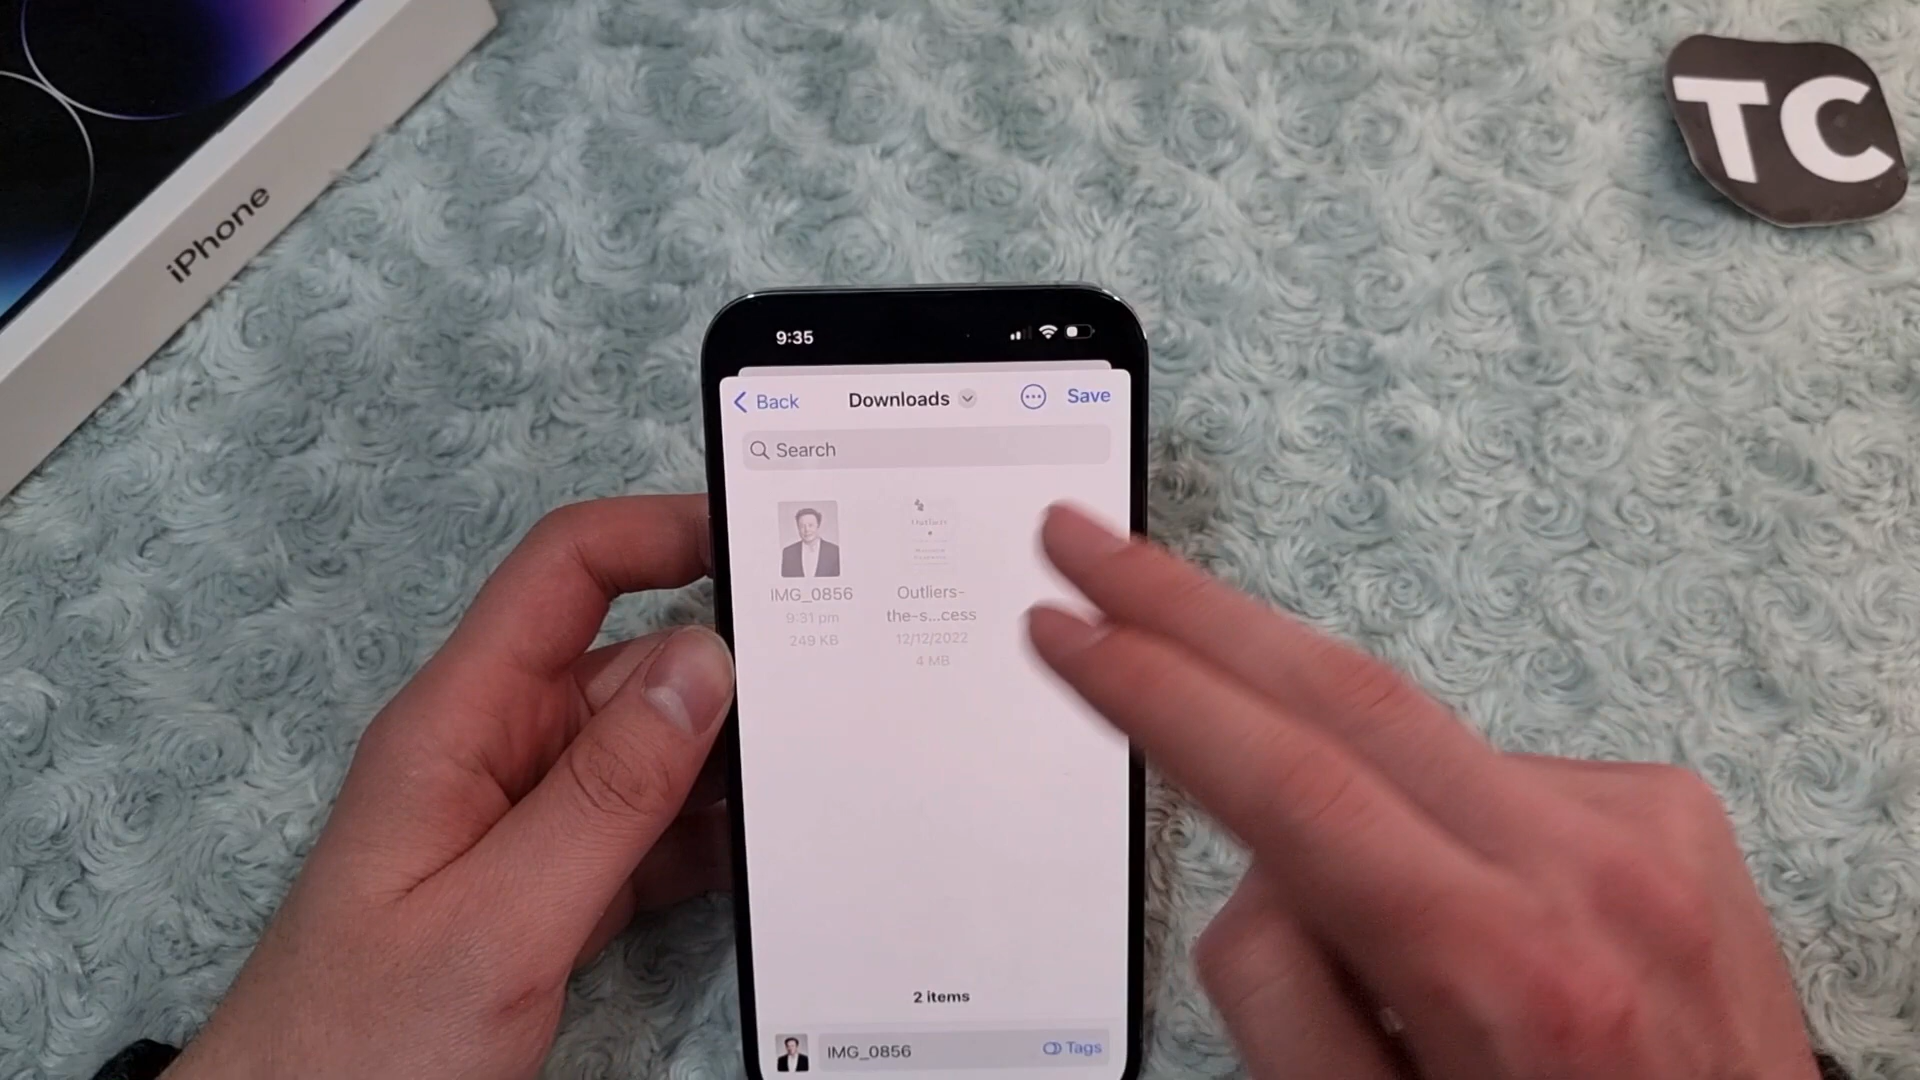 iPhone
TC
9:35
Back
Downloads
Save
Search
IMG_0856
9:31 pm
249 KB
Outliers-
the-s...cess
12/12/2022
4 MB
2 items
IMG_0856
Tags